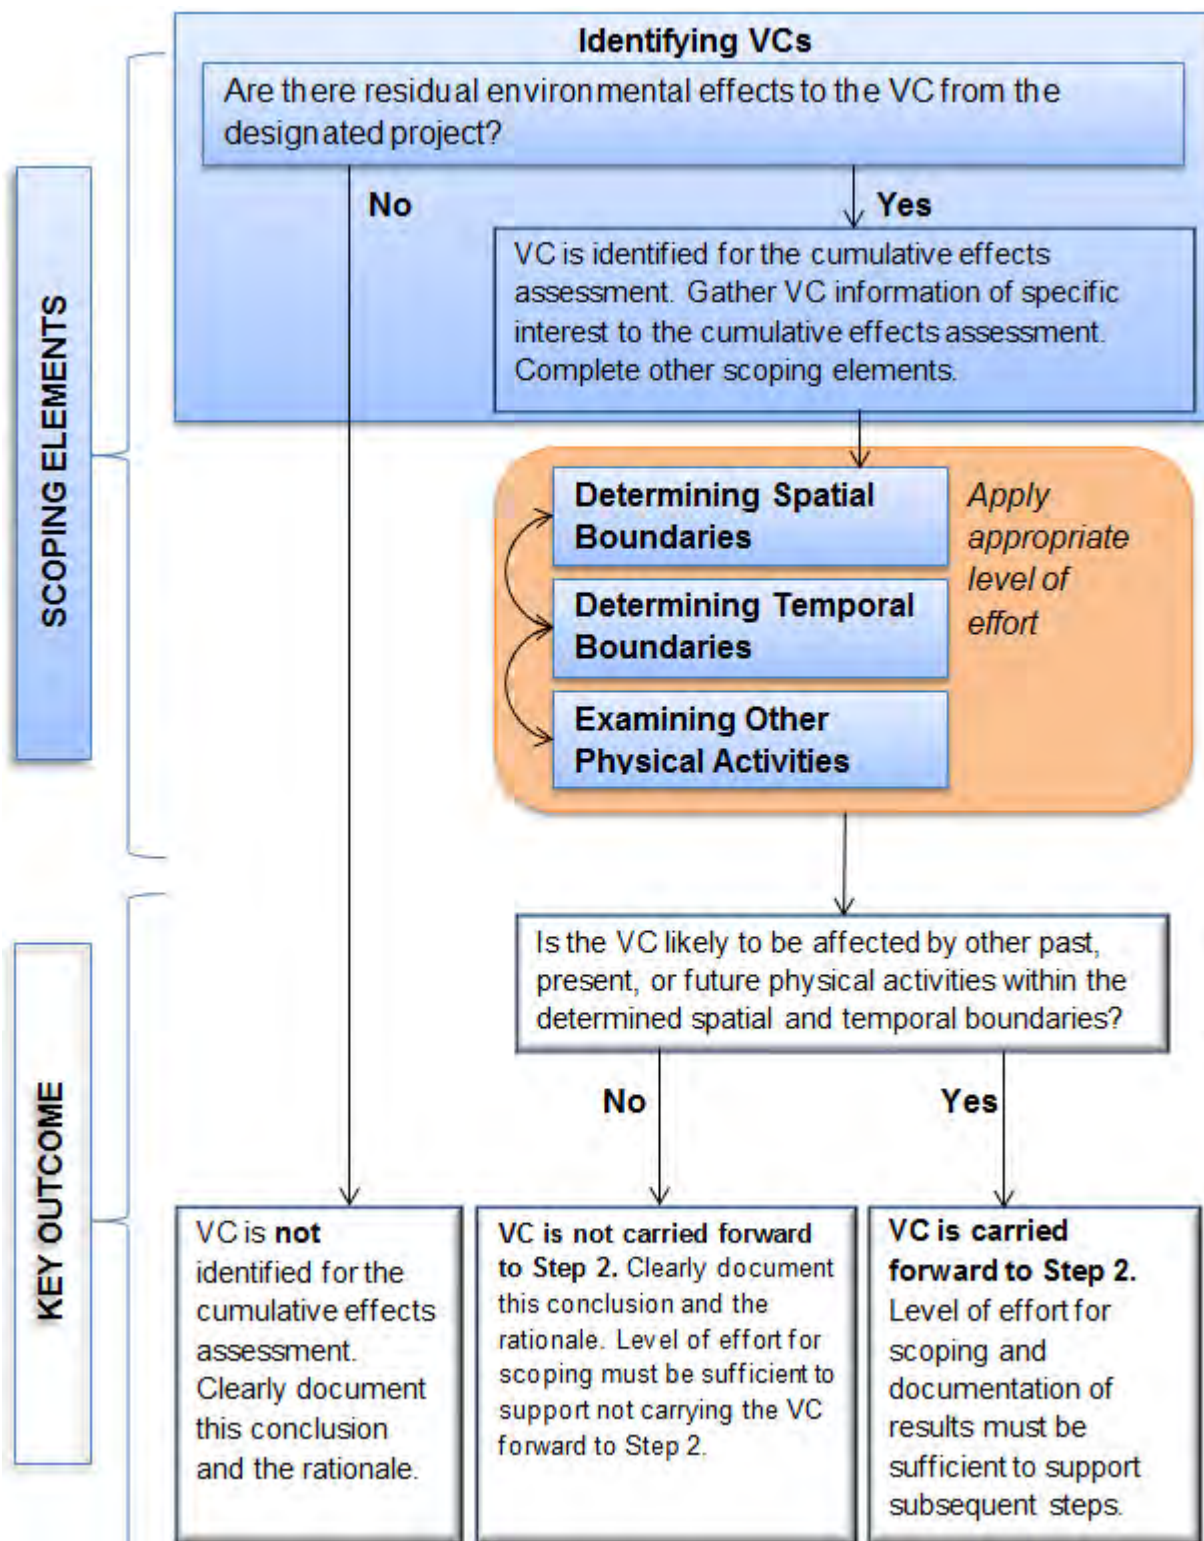 Identifying VCs
Are there residual environmental effects to the VC from the
designated project?
No
Yes
VC is identified for the cumulative effects
assessment. Gather VC information of specific
interest to the cumulative effects assessment.
Complete other scoping elements.
SCOPING ELEMENTS
Determining Spatial
Boundaries
Determining Temporal
Boundaries
Examining Other
Physical Activities
Apply
appropriate
level of
effort
Is the VC likely to be affected by other past,
present, or future physical activities within the
determined spatial and temporal boundaries?
No
Yes
KEY OUTCOME
VC is not
identified for the
cumulative effects
assessment.
Clearly document
this conclusion
and the rationale.
VC is not carried forward
to Step 2. Clearly document
this conclusion and the
rationale. Level of effort for
scoping must be sufficient to
support not carrying the VC
forward to Step 2.
VC is carried
forward to Step 2.
Level of effort for
scoping and
documentation of
results must be
sufficient to support
subsequent steps.